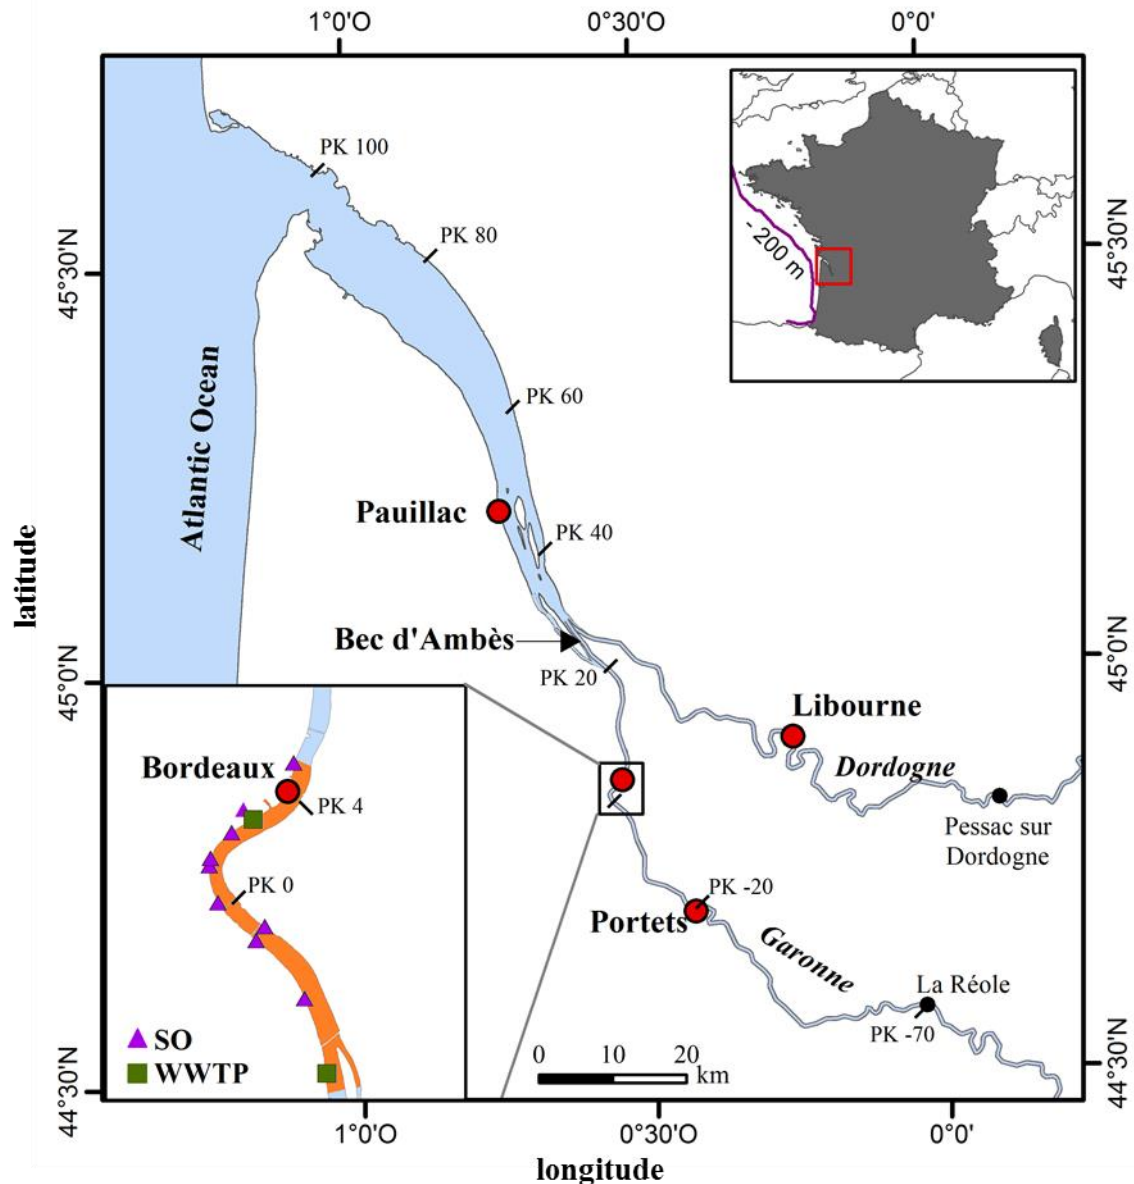 1°0'O
0°30'O
0°0'
PK 100
PK 80
- 200 m
45°30'N
45°30'N
Atlantic Ocean
PK 60
Pauillac
PK 40
latitude
Bec d'Ambès
PK 20
45°0'N
45°0'N
Libourne
Dordogne
Bordeaux
PK 4
Pessac sur
Dordogne
PK 0
PK -20
Portets
Garonne
La Réole
PK -70
SO
WWTP
0 10 20
km
44°30'N
44°30'N
1°0'O
0°30'O
0°0'
longitude